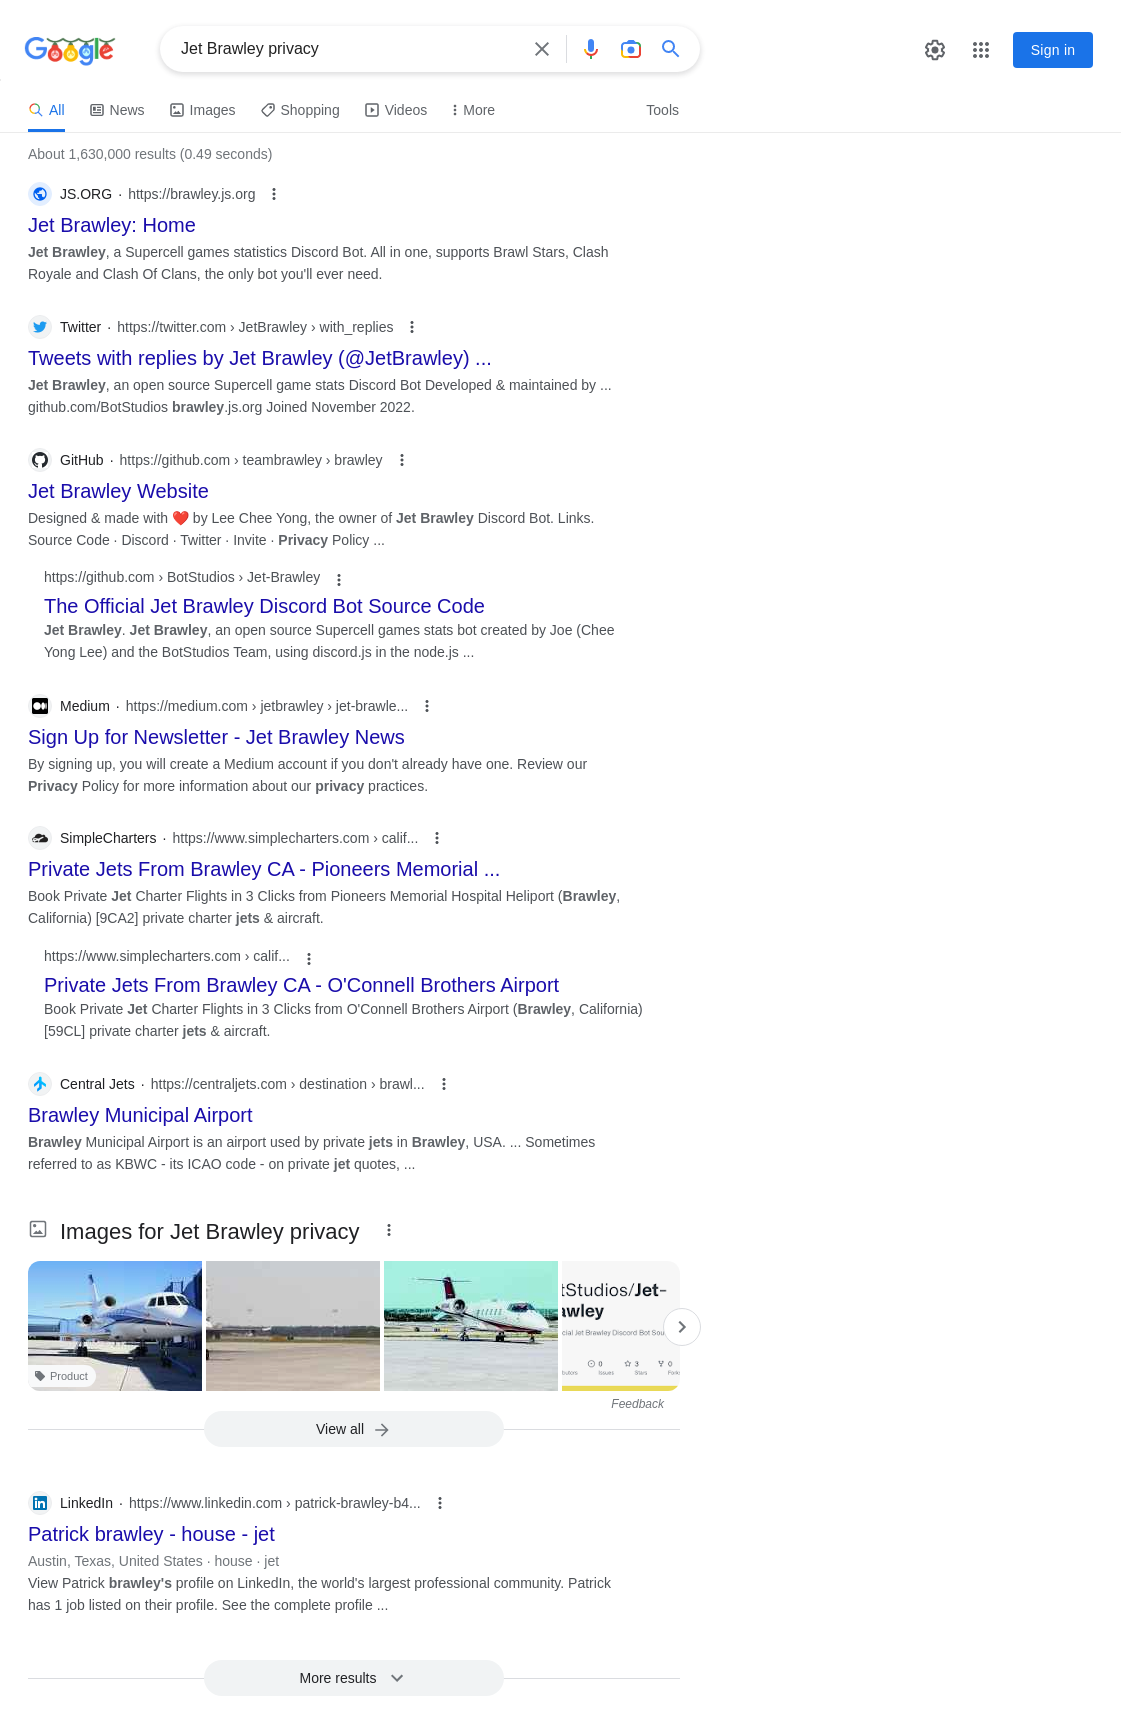 Google
Jet Brawley privacy
Sign in
All News Images Shopping Videos More Tools
About 1,630,000 results (0.49 seconds)
JS.ORG · https://brawley.js.org
Jet Brawley: Home
Jet Brawley, a Supercell games statistics Discord Bot. All in one, supports Brawl Stars, Clash
Royale and Clash Of Clans, the only bot you'll ever need.
Twitter · https://twitter.com › JetBrawley › with_replies
Tweets with replies by Jet Brawley (@JetBrawley) ...
Jet Brawley, an open source Supercell game stats Discord Bot Developed & maintained by ...
github.com/BotStudios brawley.js.org Joined November 2022.
GitHub · https://github.com › teambrawley › brawley
Jet Brawley Website
Designed & made with ❤️ by Lee Chee Yong, the owner of Jet Brawley Discord Bot. Links.
Source Code · Discord · Twitter · Invite · Privacy Policy ...
https://github.com › BotStudios › Jet-Brawley
The Official Jet Brawley Discord Bot Source Code
Jet Brawley. Jet Brawley, an open source Supercell games stats bot created by Joe (Chee
Yong Lee) and the BotStudios Team, using discord.js in the node.js ...
Medium · https://medium.com › jetbrawley › jet-brawle...
Sign Up for Newsletter - Jet Brawley News
By signing up, you will create a Medium account if you don't already have one. Review our
Privacy Policy for more information about our privacy practices.
SimpleCharters · https://www.simplecharters.com › calif...
Private Jets From Brawley CA - Pioneers Memorial ...
Book Private Jet Charter Flights in 3 Clicks from Pioneers Memorial Hospital Heliport (Brawley,
California) [9CA2] private charter jets & aircraft.
https://www.simplecharters.com › calif...
Private Jets From Brawley CA - O'Connell Brothers Airport
Book Private Jet Charter Flights in 3 Clicks from O'Connell Brothers Airport (Brawley, California)
[59CL] private charter jets & aircraft.
Central Jets · https://centraljets.com › destination › brawl...
Brawley Municipal Airport
Brawley Municipal Airport is an airport used by private jets in Brawley, USA. ... Sometimes
referred to as KBWC - its ICAO code - on private jet quotes, ...
Images for Jet Brawley privacy
tStudios/Jet-
awley
cial Jet Brawley Discord Bot Sou
0 3 0
butors Issues Stars Forks
Product
Feedback
View all
LinkedIn · https://www.linkedin.com › patrick-brawley-b4...
Patrick brawley - house - jet
Austin, Texas, United States · house · jet
View Patrick brawley's profile on LinkedIn, the world's largest professional community. Patrick
has 1 job listed on their profile. See the complete profile ...
More results